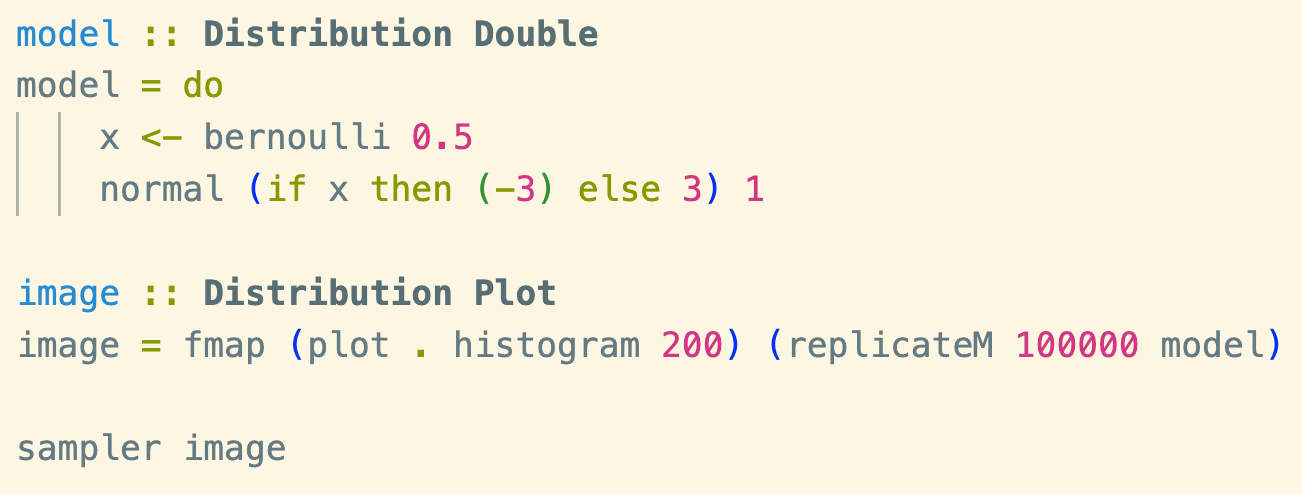 model :: Distribution Double
model = do
    x <- bernoulli 0.5
    normal (if x then (-3) else 3) 1

image :: Distribution Plot
image = fmap (plot . histogram 200) (replicateM 100000 model)

sampler image